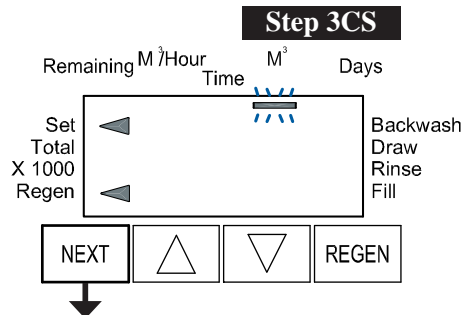 Step 3CS
Remaining M³/Hour Time M³ Days
Set
Total
X 1000
Regen
Backwash
Draw
Rinse
Fill
NEXT
REGEN